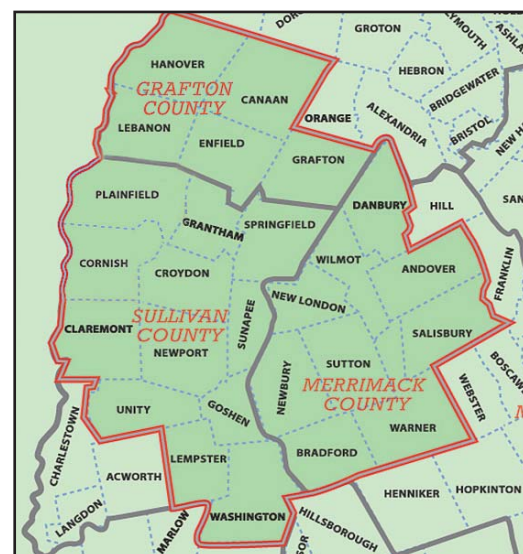 GROTON
HANOVER
HEBRON
GRAFTON
COUNTY
CANAAN
BRIDGEWATER
ORANGE
ALEXANDRIA
LEBANON
BRISTOL
ENFIELD
GRAFTON
PLAINFIELD
DANBURY
HILL
GRANTHAM
SPRINGFIELD
WILMOT
FRANKLIN
CORNISH
CROYDON
ANDOVER
NEW LONDON
SUNAPEE
CLAREMONT
SULLIVAN
COUNTY
SALISBURY
NEWPORT
SUTTON
NEWBURY
MERRIMACK
COUNTY
WEBSTER
UNITY
GOSHEN
WARNER
CHARLESTOWN
BRADFORD
LEMPSTER
ACWORTH
HENNIKER
HOPKINTON
LANGDON
MARLOW
WASHINGTON
HILLSBOROUGH